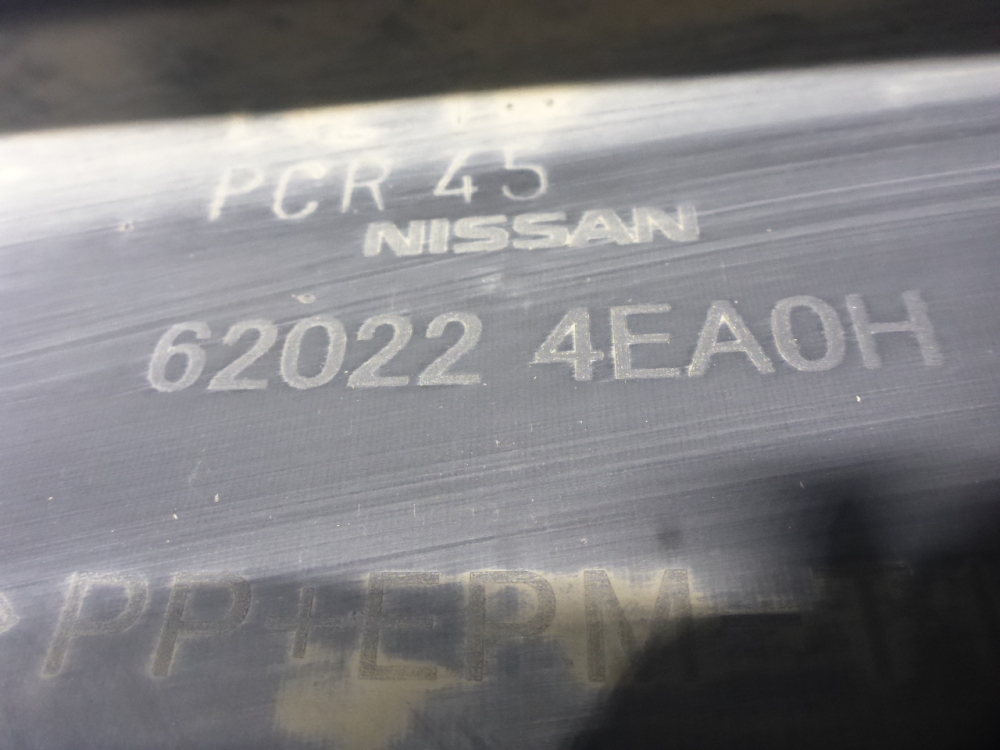 PCR 45
NISSAN
62022 4EA0H
>PP+EPM-